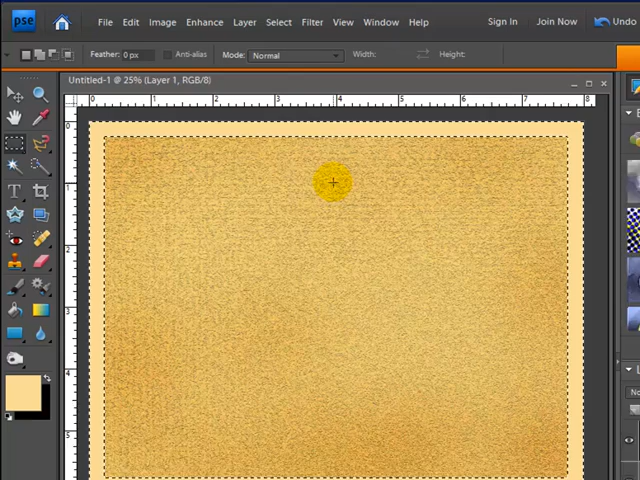 pse File Edit Image Enhance Layer Select Filter View Window Help Sign In Join Now Undo
Feather: 0 px Anti-alias Mode: Normal Width: Height:
Untitled-1 @ 25% (Layer 1, RGB/8)
0 1 2 3 4 5 6 7 8
0
1
2
3
4
5
T